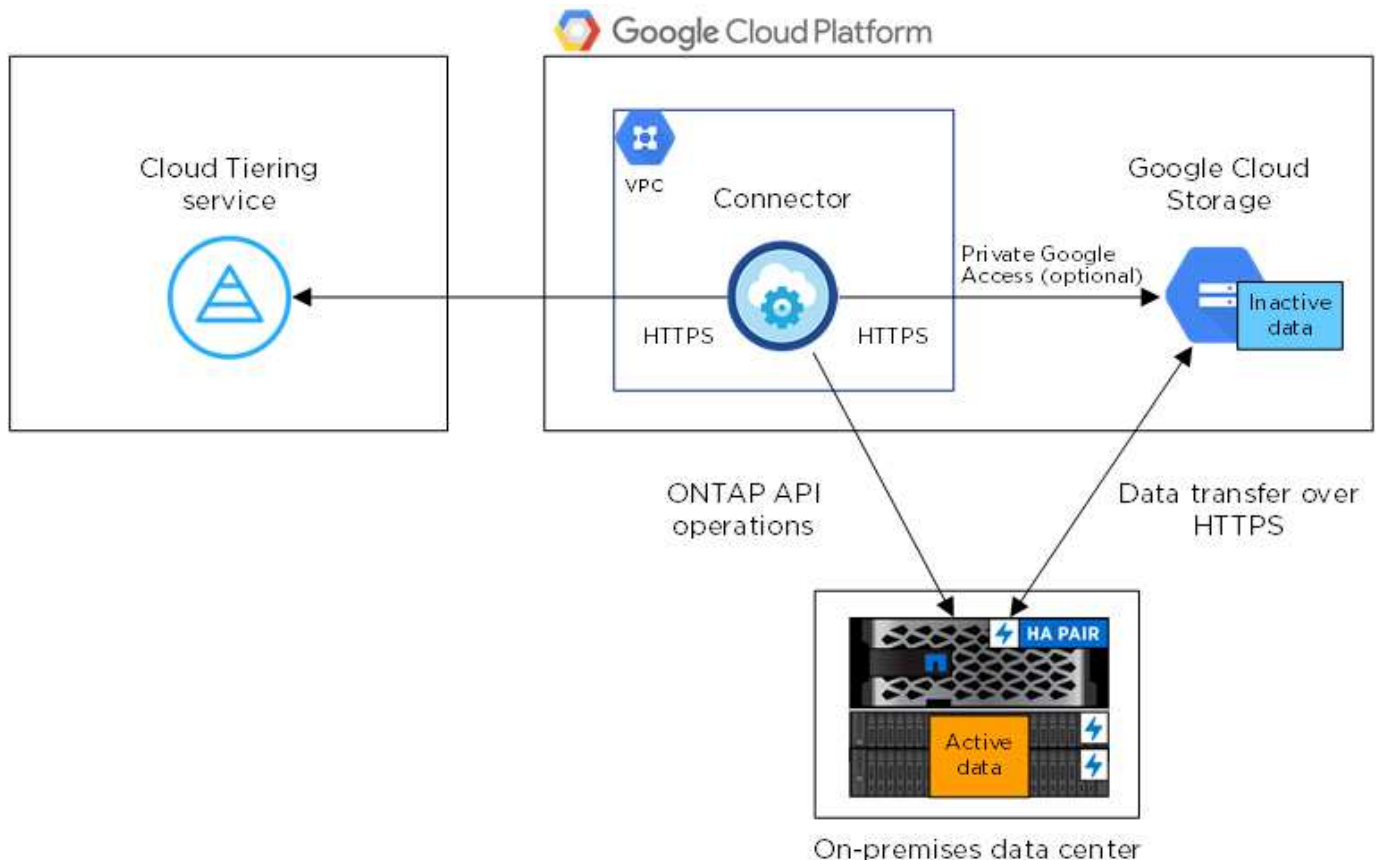 Google Cloud Platform
Cloud Tiering
service
VPC
Connector
Google Cloud
Storage
Private Google
Access (optional)
HTTPS
HTTPS
Inactive
data
ONTAP API
operations
Data transfer over
HTTPS
HA PAIR
Active
data
On-premises data center